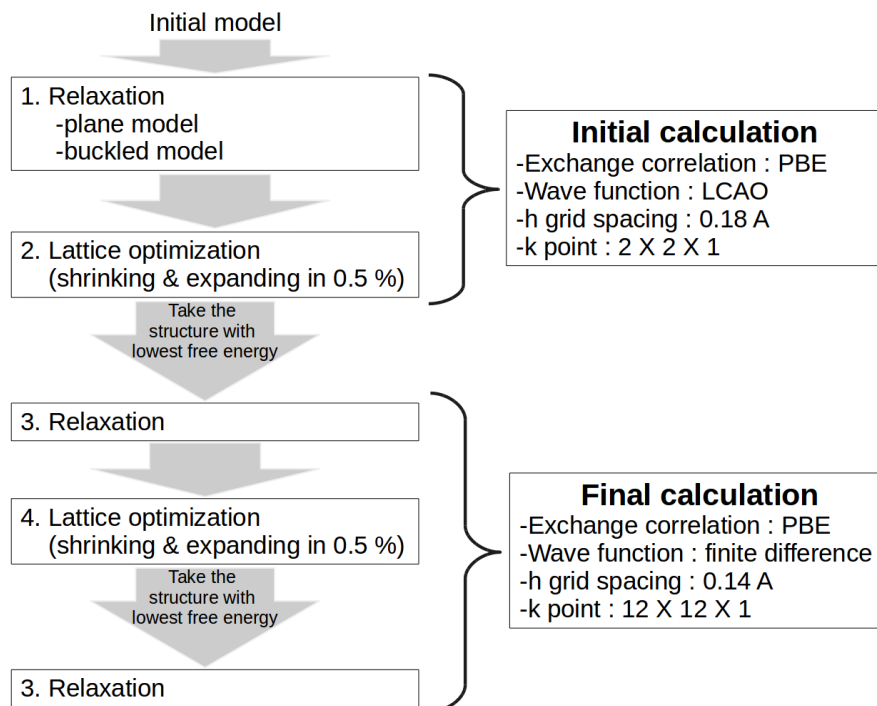 Initial model
1. Relaxation
-plane model
-buckled model
2. Lattice optimization
(shrinking & expanding in 0.5 %)
Take the
structure with
lowest free energy
3. Relaxation
4. Lattice optimization
(shrinking & expanding in 0.5 %)
Take the
structure with
lowest free energy
3. Relaxation
Initial calculation
-Exchange correlation : PBE
-Wave function : LCAO
-h grid spacing : 0.18 A
-k point : 2 X 2 X 1
Final calculation
-Exchange correlation : PBE
-Wave function : finite difference
-h grid spacing : 0.14 A
-k point : 12 X 12 X 1